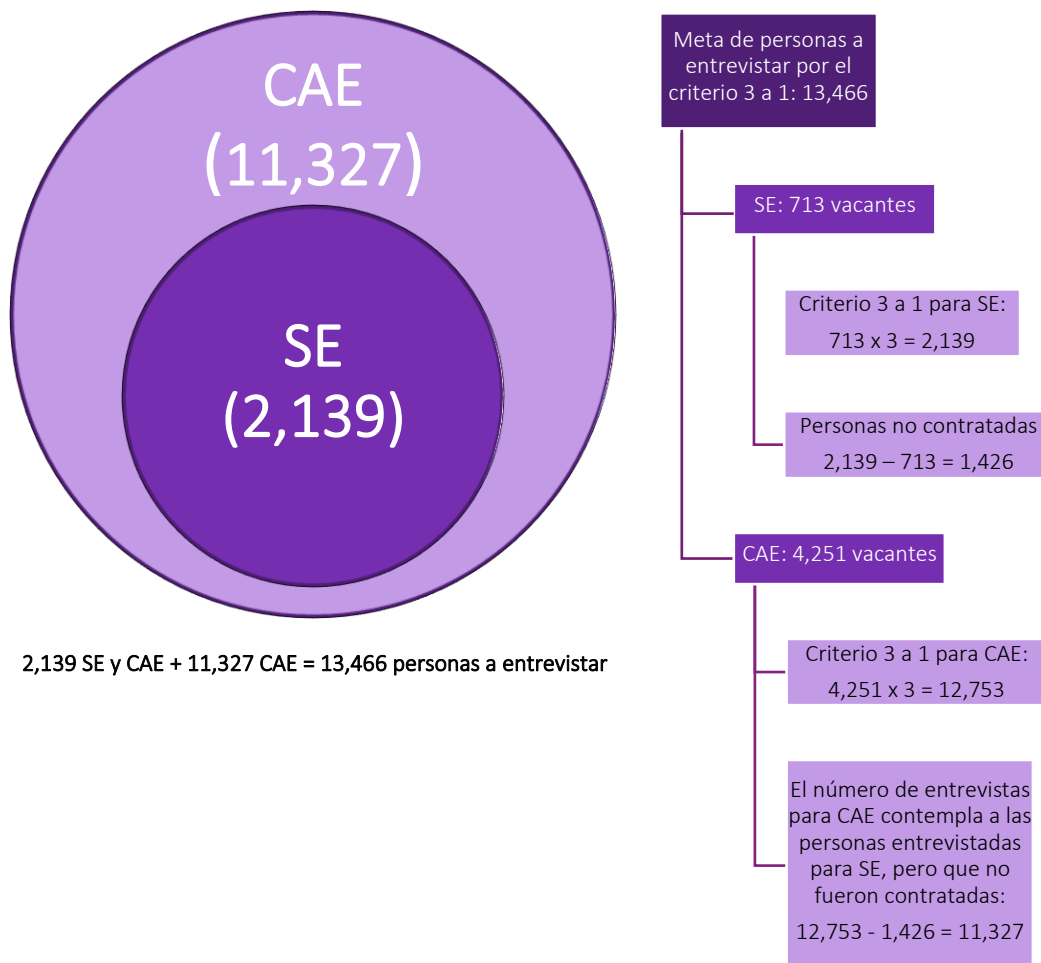 CAE
(11,327)
SE
(2,139)
2,139 SE y CAE + 11,327 CAE = 13,466 personas a entrevistar
Meta de personas a
entrevistar por el
criterio 3 a 1: 13,466
SE: 713 vacantes
Criterio 3 a 1 para SE:
713 x 3 = 2,139
Personas no contratadas
2,139 – 713 = 1,426
CAE: 4,251 vacantes
Criterio 3 a 1 para CAE:
4,251 x 3 = 12,753
El número de entrevistas
para CAE contempla a las
personas entrevistadas
para SE, pero que no
fueron contratadas:
12,753 - 1,426 = 11,327